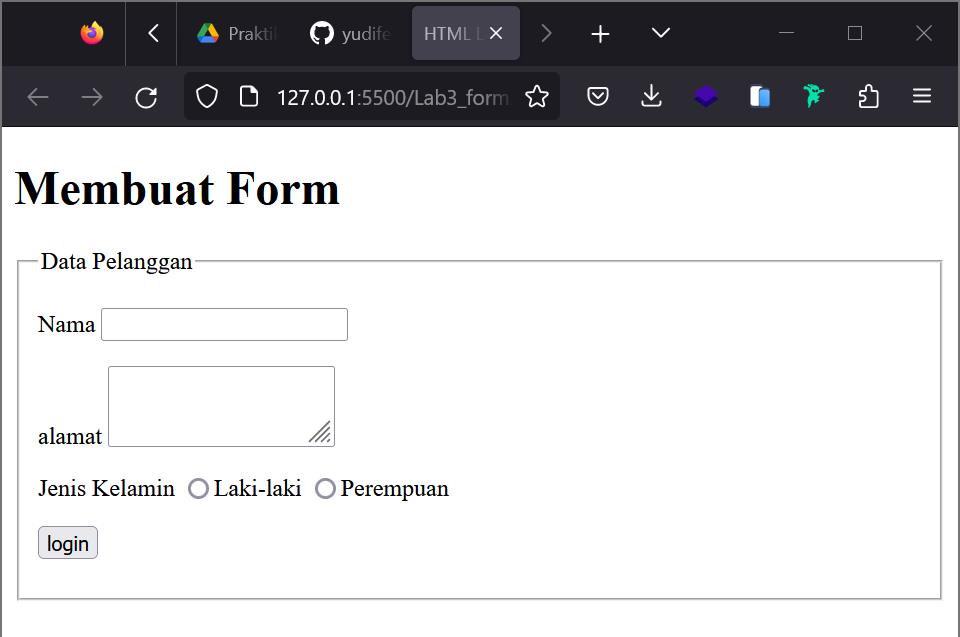 Prakti
yudife
HTML L
127.0.0.1:5500/Lab3_form
Membuat Form
Data Pelanggan
Nama
alamat
Jenis Kelamin Laki-laki Perempuan
login